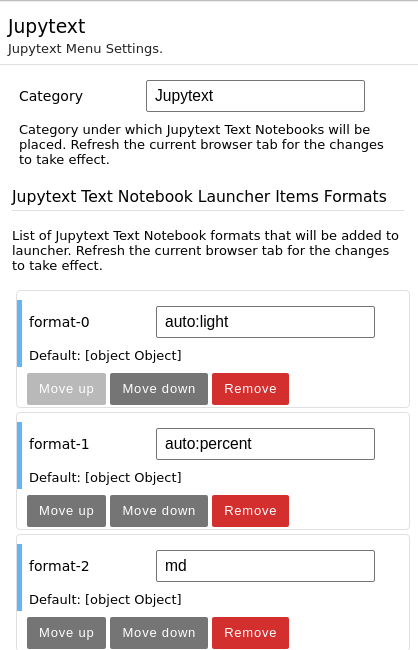 Jupytext
Jupytext Menu Settings.
Category
Jupytext
Category under which Jupytext Text Notebooks will be
placed. Refresh the current browser tab for the changes
to take effect.
Jupytext Text Notebook Launcher Items Formats
List of Jupytext Text Notebook formats that will be added to
launcher. Refresh the current browser tab for the changes
to take effect.
format-0
auto:light
Default: [object Object]
Move up Move down Remove
format-1
auto:percent
Default: [object Object]
Move up Move down Remove
format-2
md
Default: [object Object]
Move up Move down Remove